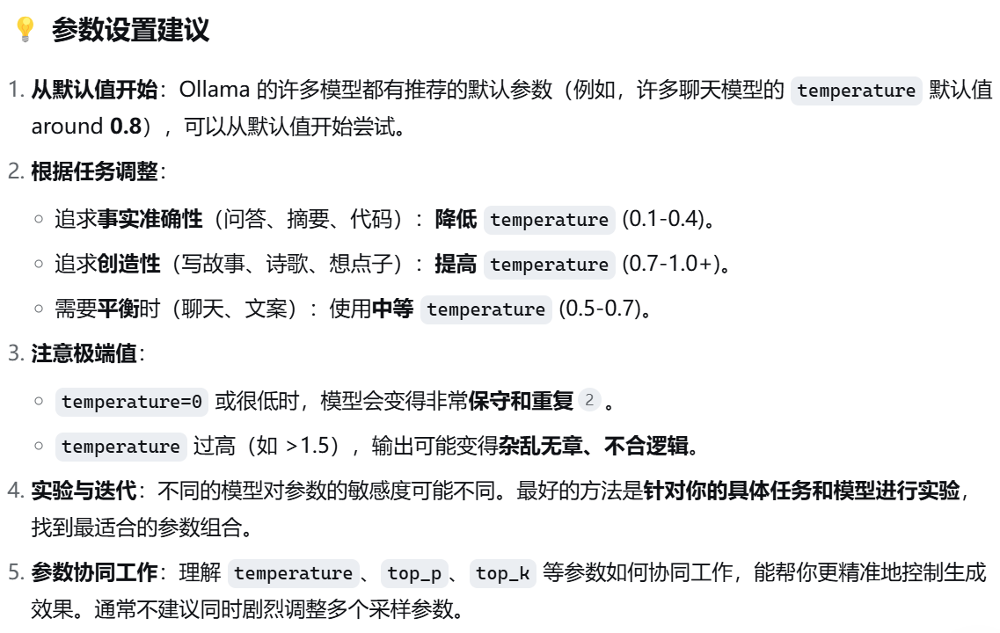 💡 参数设置建议
1. 从默认值开始：Ollama 的许多模型都有推荐的默认参数（例如，许多聊天模型的 temperature 默认值
around 0.8），可以从默认值开始尝试。
2. 根据任务调整：
○ 追求事实准确性（问答、摘要、代码）：降低 temperature (0.1-0.4)。
○ 追求创造性（写故事、诗歌、想点子）：提高 temperature (0.7-1.0+)。
○ 需要平衡时（聊天、文案）：使用中等 temperature (0.5-0.7)。
3. 注意极端值：
○ temperature=0 或很低时，模型会变得非常保守和重复 2 。
○ temperature 过高（如 >1.5），输出可能变得杂乱无章、不合逻辑。
4. 实验与迭代：不同的模型对参数的敏感度可能不同。最好的方法是针对你的具体任务和模型进行实验，
找到最适合的参数组合。
5. 参数协同工作：理解 temperature、top_p、top_k 等参数如何协同工作，能帮你更精准地控制生成
效果。通常不建议同时剧烈调整多个采样参数。